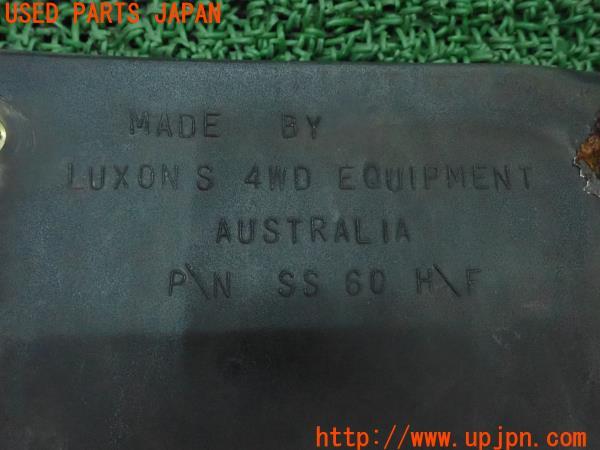 USED PARTS JAPAN
MADE BY
LUXON S 4WD EQUIPMENT
AUSTRALIA
P\N SS 60 H\F
http://www.upjpn.com/